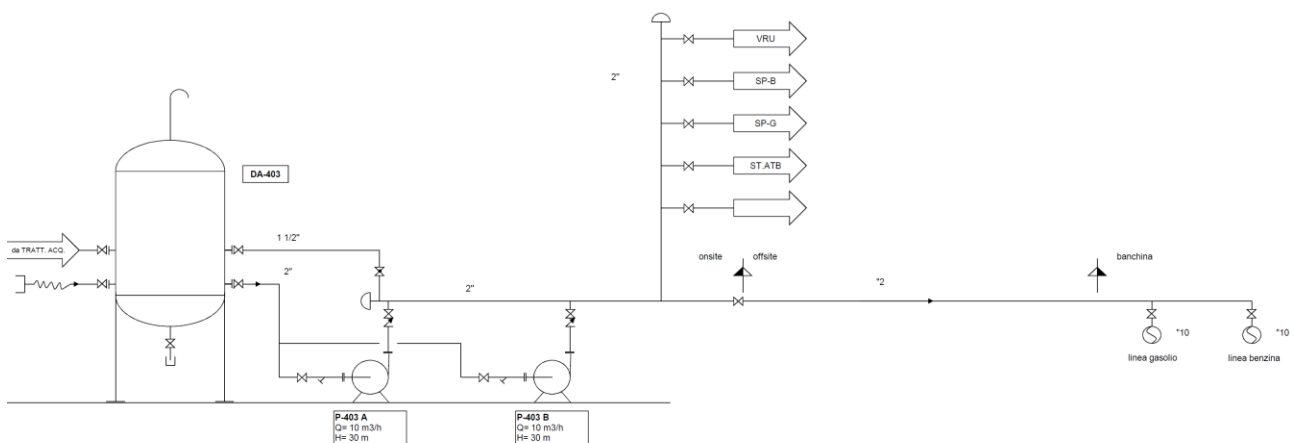 VRU
2"
SP-B
SP-G
ST.ATB
DA-403
da TRATT. ACQ.
1 1/2"
2"
2"
onsite
offsite
"2
banchina
"10
linea gasolio
"10
linea benzina
P-403 A
Q= 10 m3/h
H= 30 m
P-403 B
Q= 10 m3/h
H= 30 m